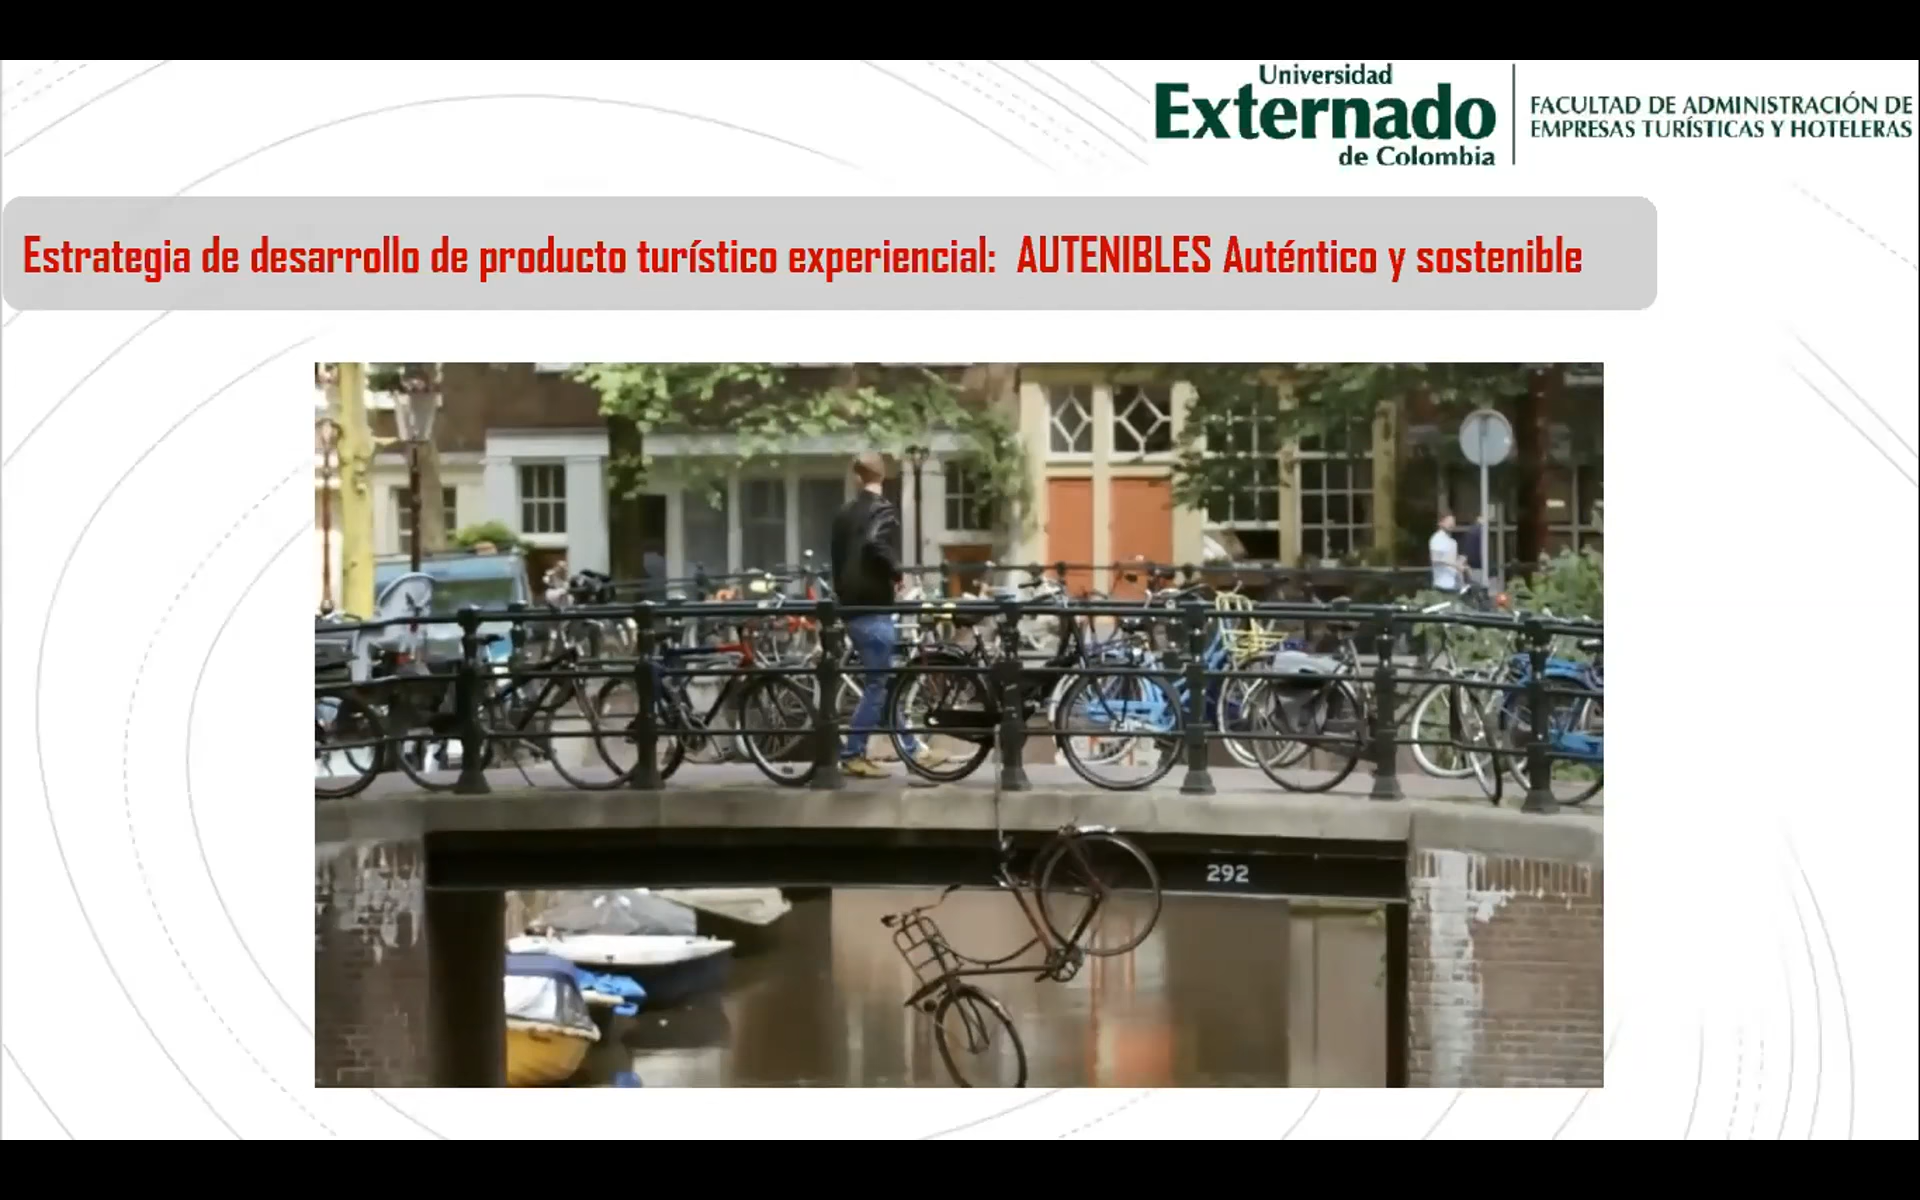 Universidad
Externado
de Colombia
FACULTAD DE ADMINISTRACIÓN DE
EMPRESAS TURÍSTICAS Y HOTELERAS
Estrategia de desarrollo de producto turístico experiencial: AUTENIBLES Auténtico y sostenible
292